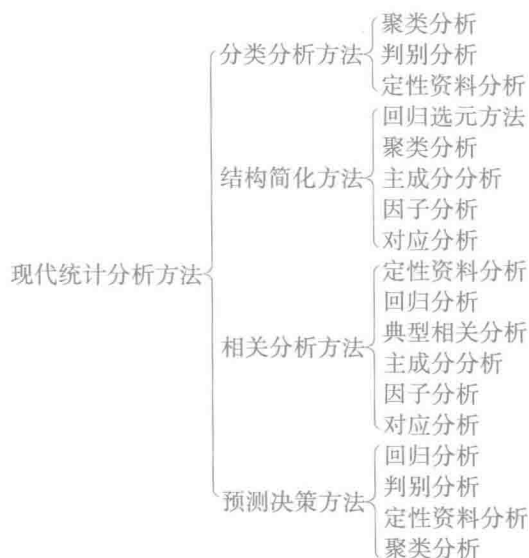 现代统计分析方法
分类分析方法
聚类分析
判别分析
定性资料分析
结构简化方法
回归选元方法
聚类分析
主成分分析
因子分析
对应分析
相关分析方法
定性资料分析
回归分析
典型相关分析
主成分分析
因子分析
对应分析
预测决策方法
回归分析
判别分析
定性资料分析
聚类分析